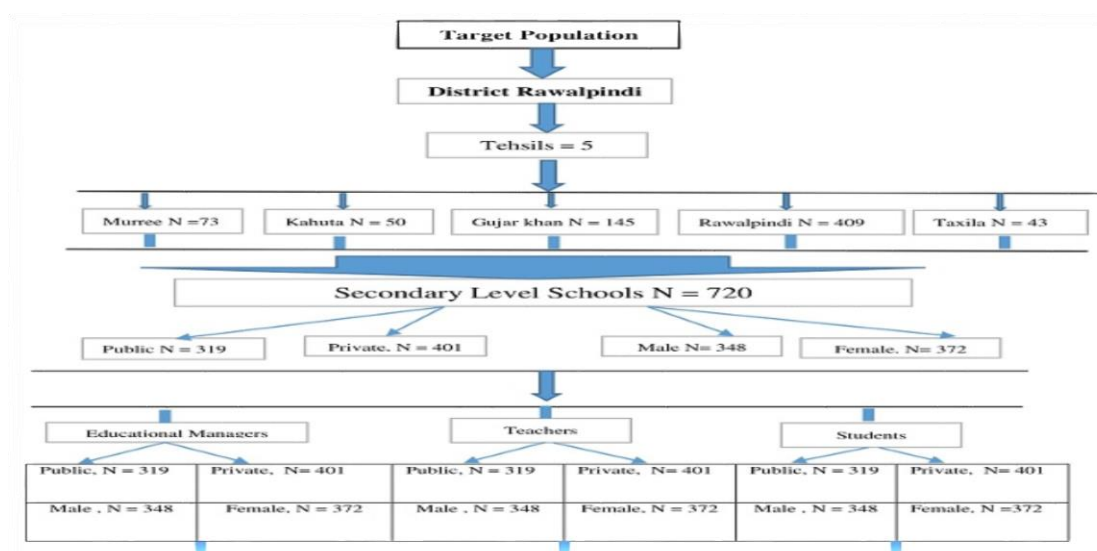 Target Population
District Rawalpindi
Tehsils = 5
Murree N =73
Kahuta N = 50
Gujar khan N = 145
Rawalpindi N = 409
Taxila N = 43
Secondary Level Schools N = 720
Public N = 319
Private, N = 401
Male N= 348
Female, N= 372
Educational Managers
Teachers
Students
Public, N = 319
Private, N= 401
Public, N = 319
Private, N =401
Public, N = 319
Private, N= 401
Male , N = 348
Female, N = 372
Male , N = 348
Female, N = 372
Male , N = 348
Female, N =372